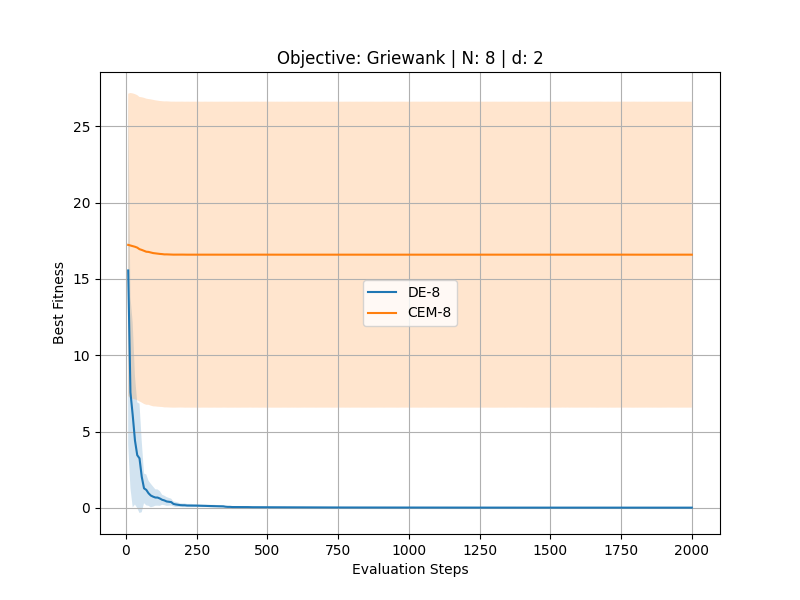 Objective: Griewank | N: 8 | d: 2
Best Fitness
25
20
15
10
5
0
DE-8
CEM-8
0 250 500 750 1000 1250 1500 1750 2000
Evaluation Steps